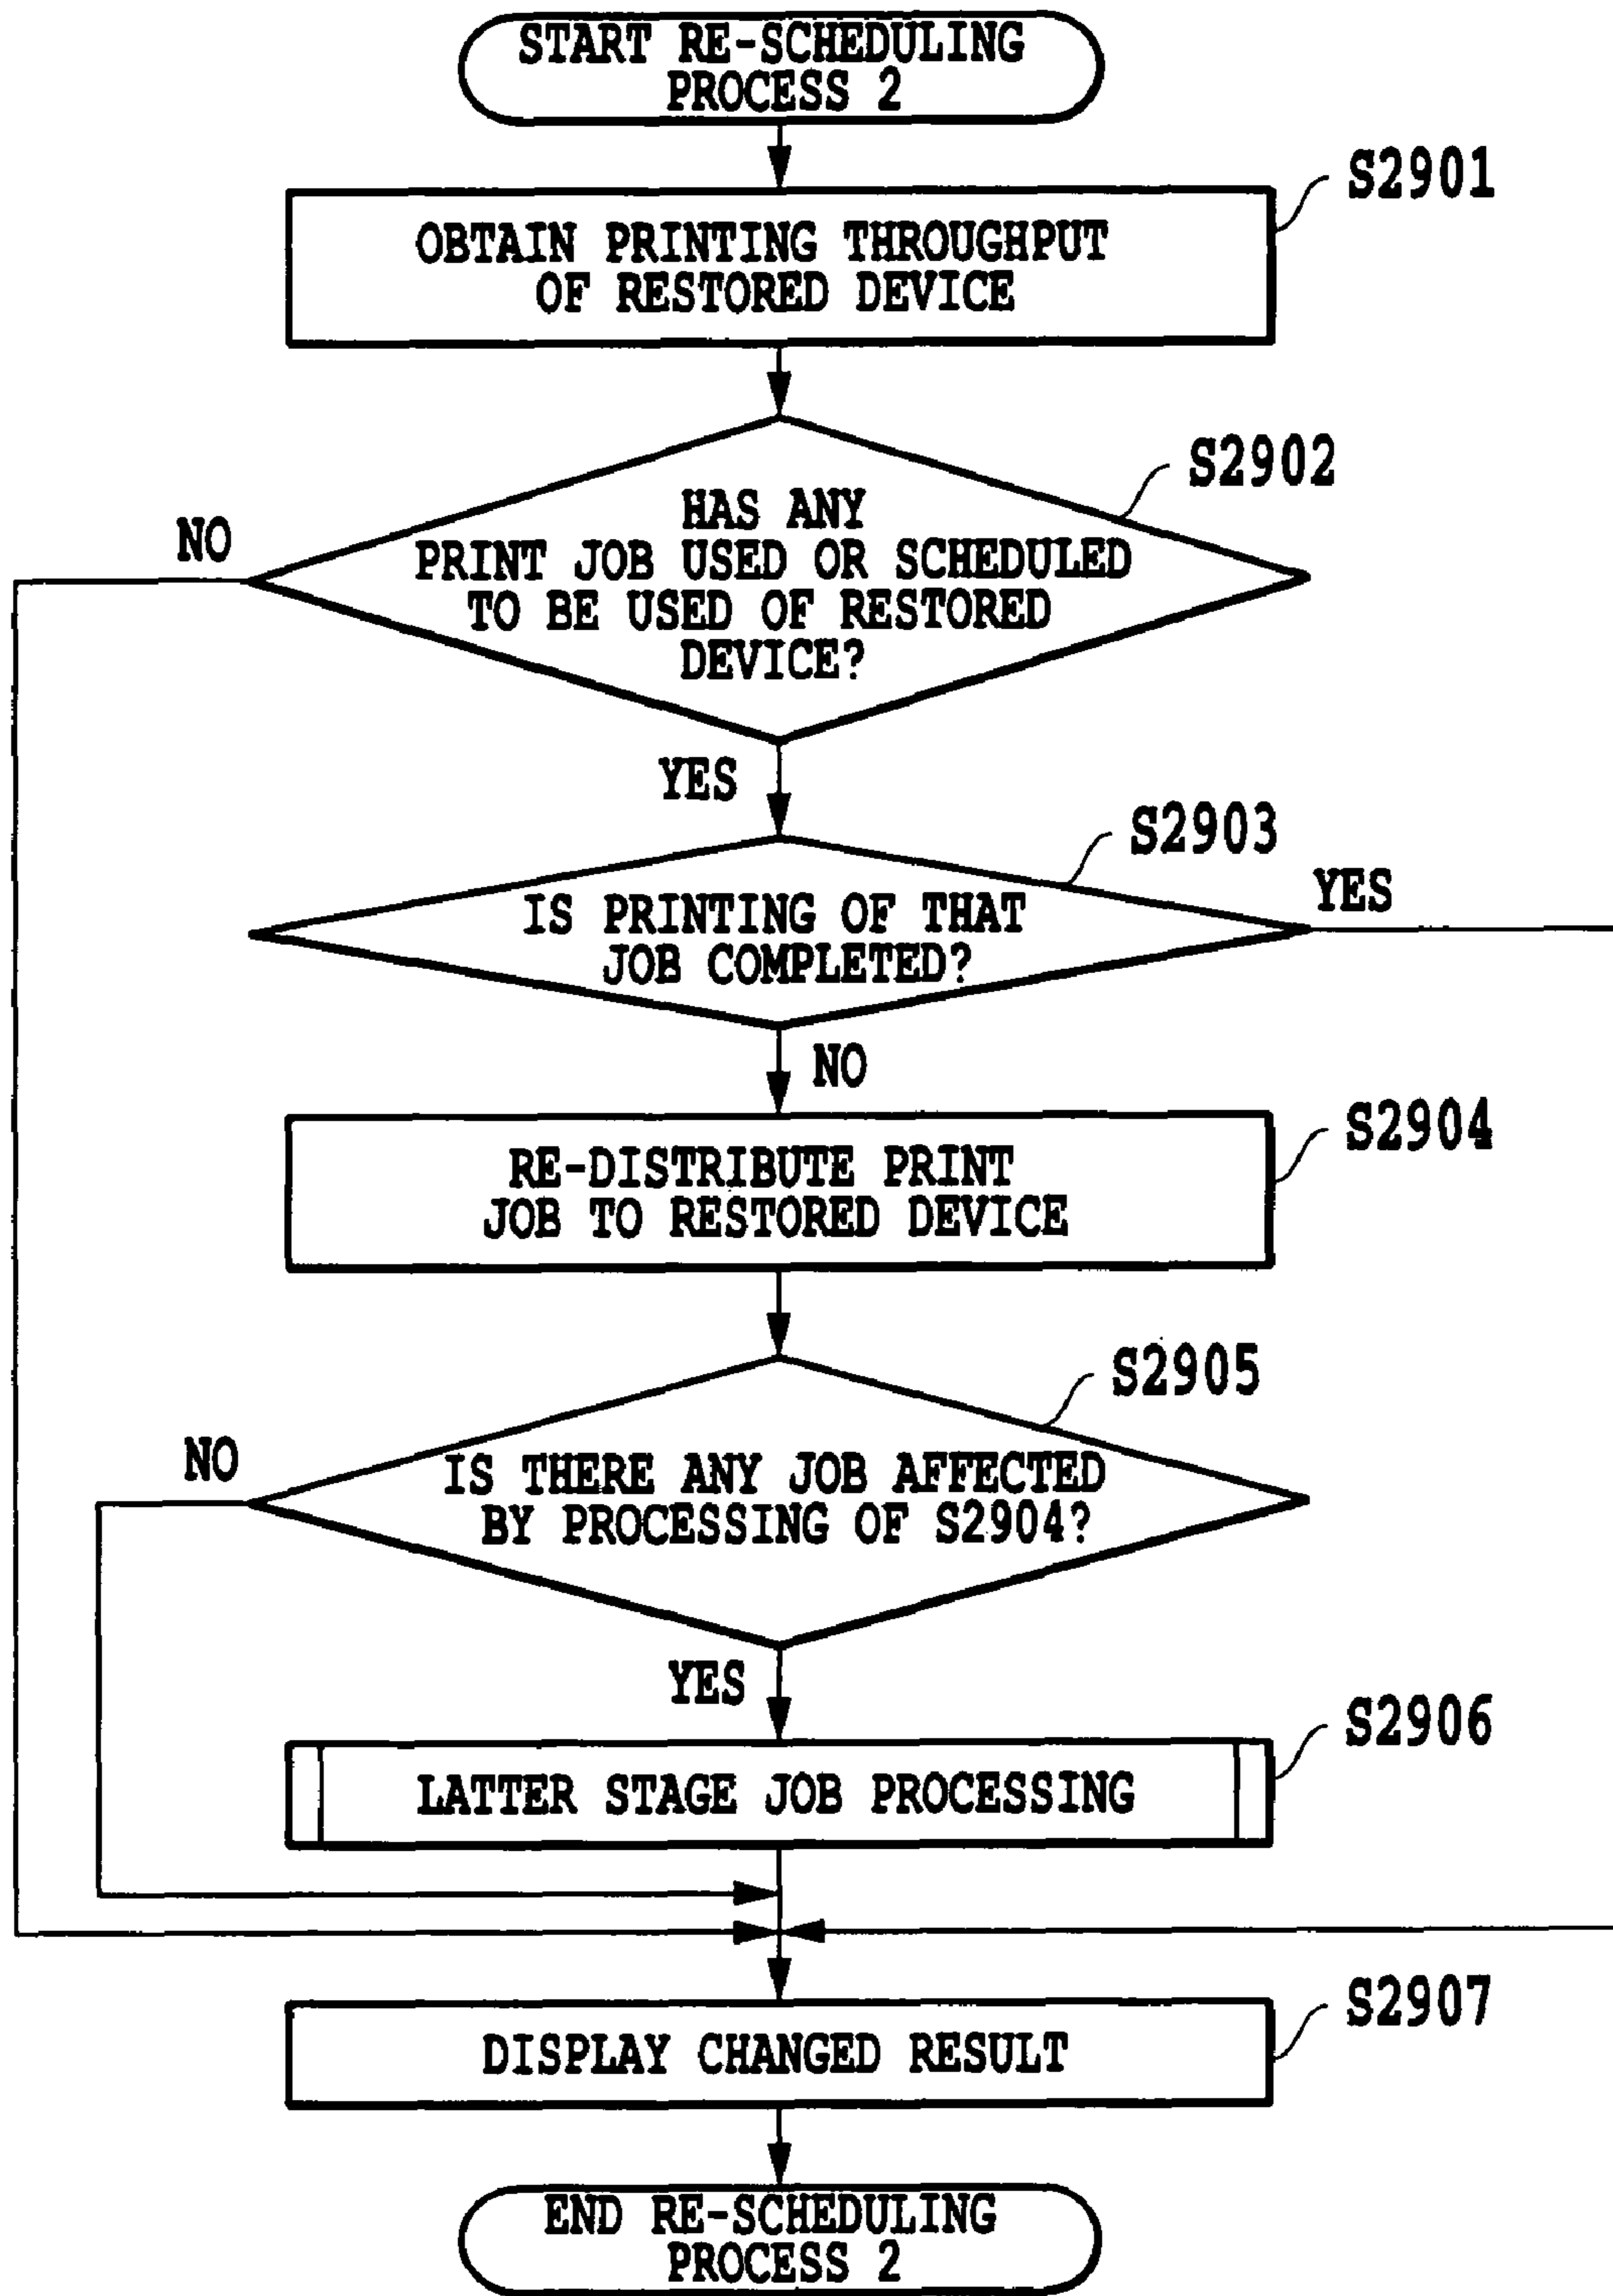 START RE-SCHEDULING
PROCESS 2
S2901
OBTAIN PRINTING THROUGHPUT
OF RESTORED DEVICE
S2902
NO
HAS ANY
PRINT JOB USED OR SCHEDULED
TO BE USED OF RESTORED
DEVICE?
YES
S2903
YES
IS PRINTING OF THAT
JOB COMPLETED?
NO
S2904
RE-DISTRIBUTE PRINT
JOB TO RESTORED DEVICE
S2905
NO
IS THERE ANY JOB AFFECTED
BY PROCESSING OF S2904?
YES
S2906
LATTER STAGE JOB PROCESSING
S2907
DISPLAY CHANGED RESULT
END RE-SCHEDULING
PROCESS 2